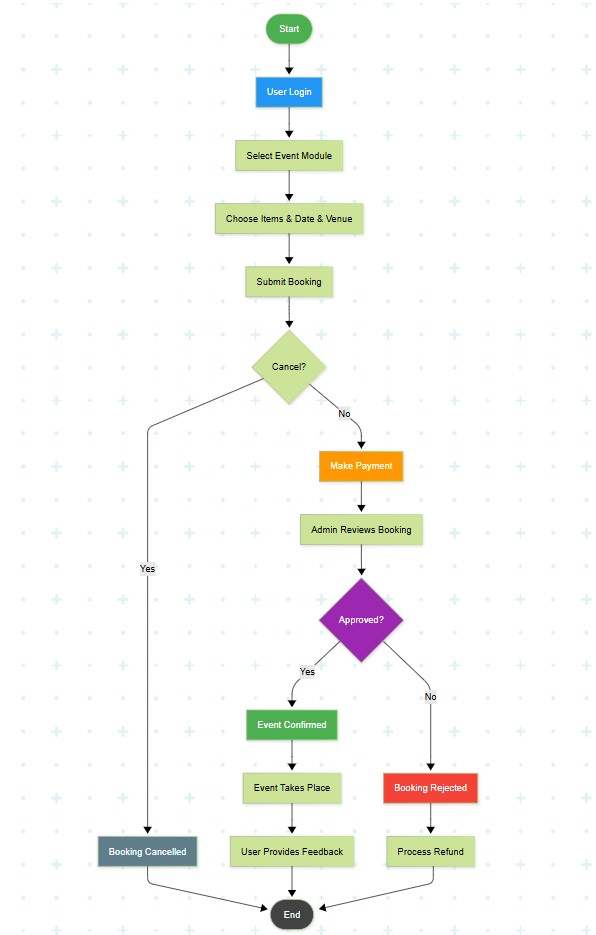 Start
User Login
Select Event Module
Choose Items & Date & Venue
Submit Booking
Cancel?
No
Make Payment
Admin Reviews Booking
Yes
Approved?
Yes
No
Event Confirmed
Event Takes Place
Booking Rejected
Booking Cancelled
User Provides Feedback
Process Refund
End